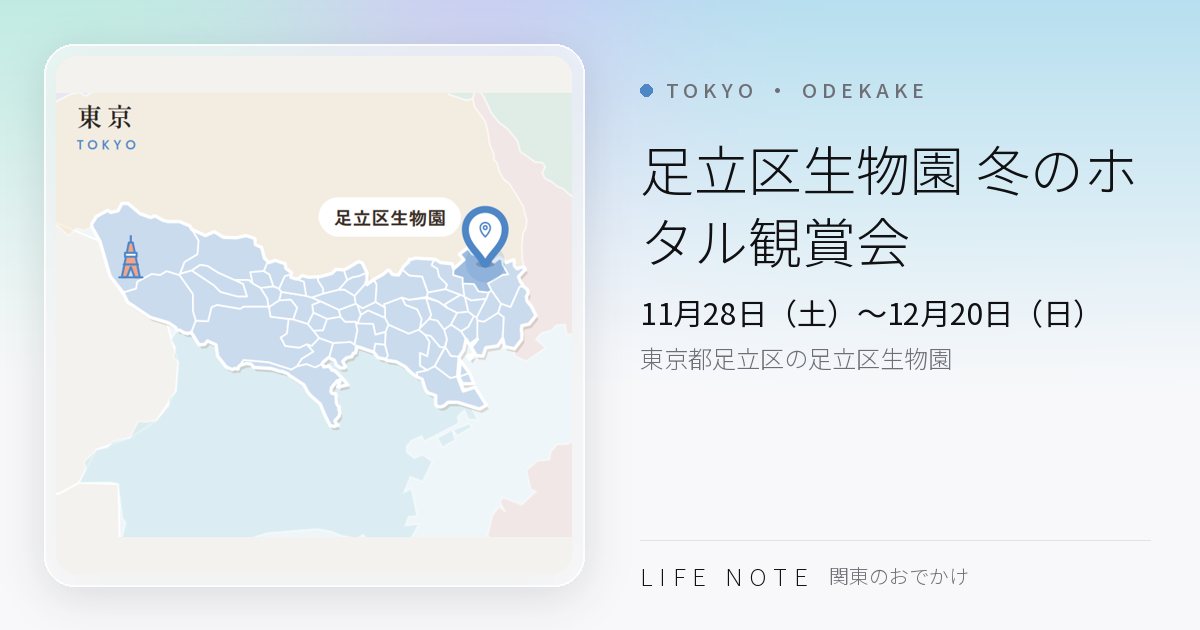 東京
TOKYO
足立区生物園
TOKYO • ODEKAKE
足立区生物園 冬のホ
タル観賞会
11月28日（土）〜12月20日（日）
東京都足立区の足立区生物園
LIFE NOTE 関東のおでかけ